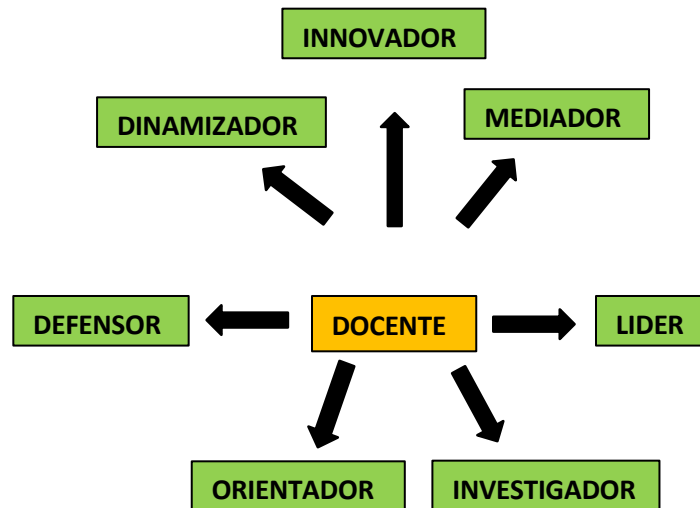 INNOVADOR
DINAMIZADOR
MEDIADOR
DEFENSOR
DOCENTE
LIDER
ORIENTADOR
INVESTIGADOR